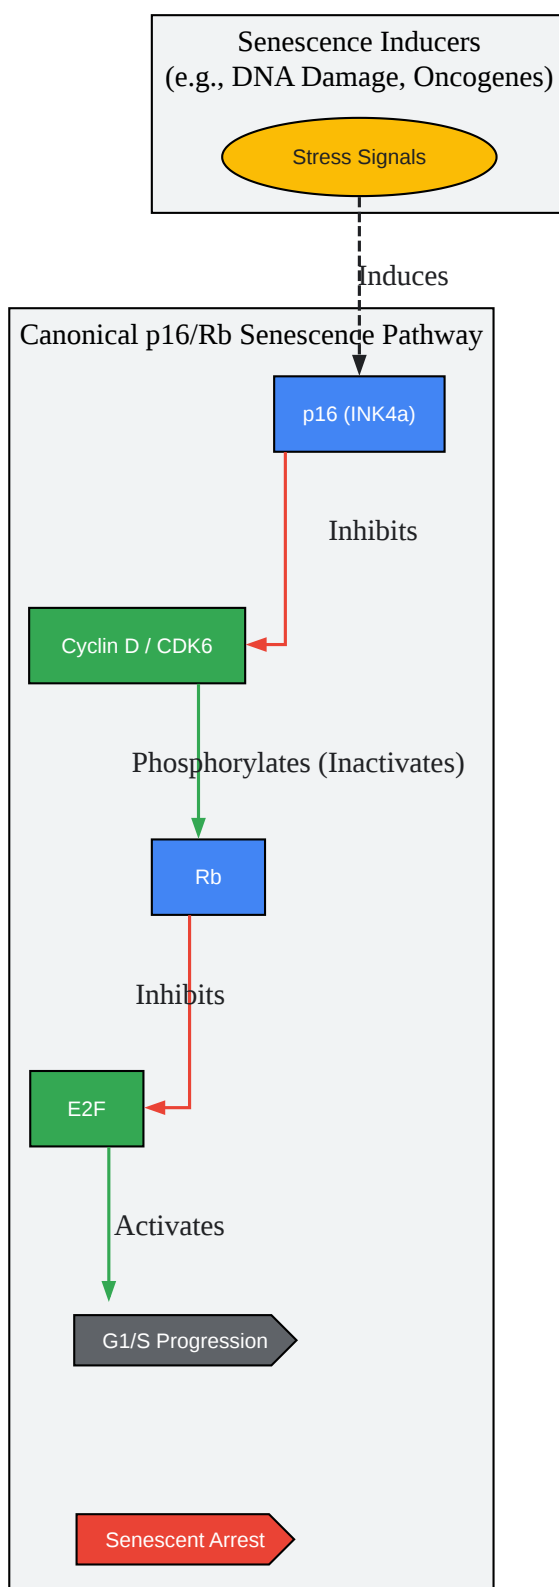 Senescence Inducers
(e.g., DNA Damage, Oncogenes)
Stress Signals
Induces
Canonical p16/Rb Senescence Pathway
p16 (INK4a)
Inhibits
Cyclin D / CDK6
Phosphorylates (Inactivates)
Rb
Inhibits
E2F
Activates
G1/S Progression
Senescent Arrest